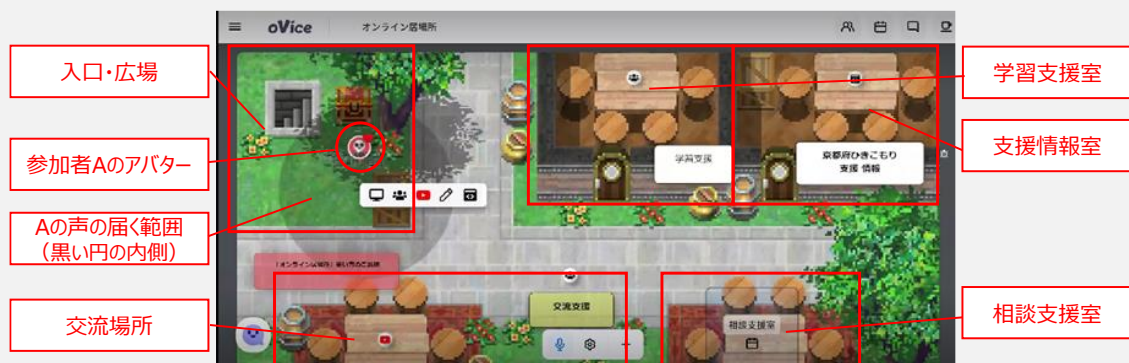 oVice
オンライン居場所
入口・広場
参加者Aのアバター
Aの声の届く範囲
(黒い円の内側)
交流場所
学習支援室
支援情報室
相談支援室
学習支援
京都府ひきこもり
支援 情報
交流支援
相談支援室